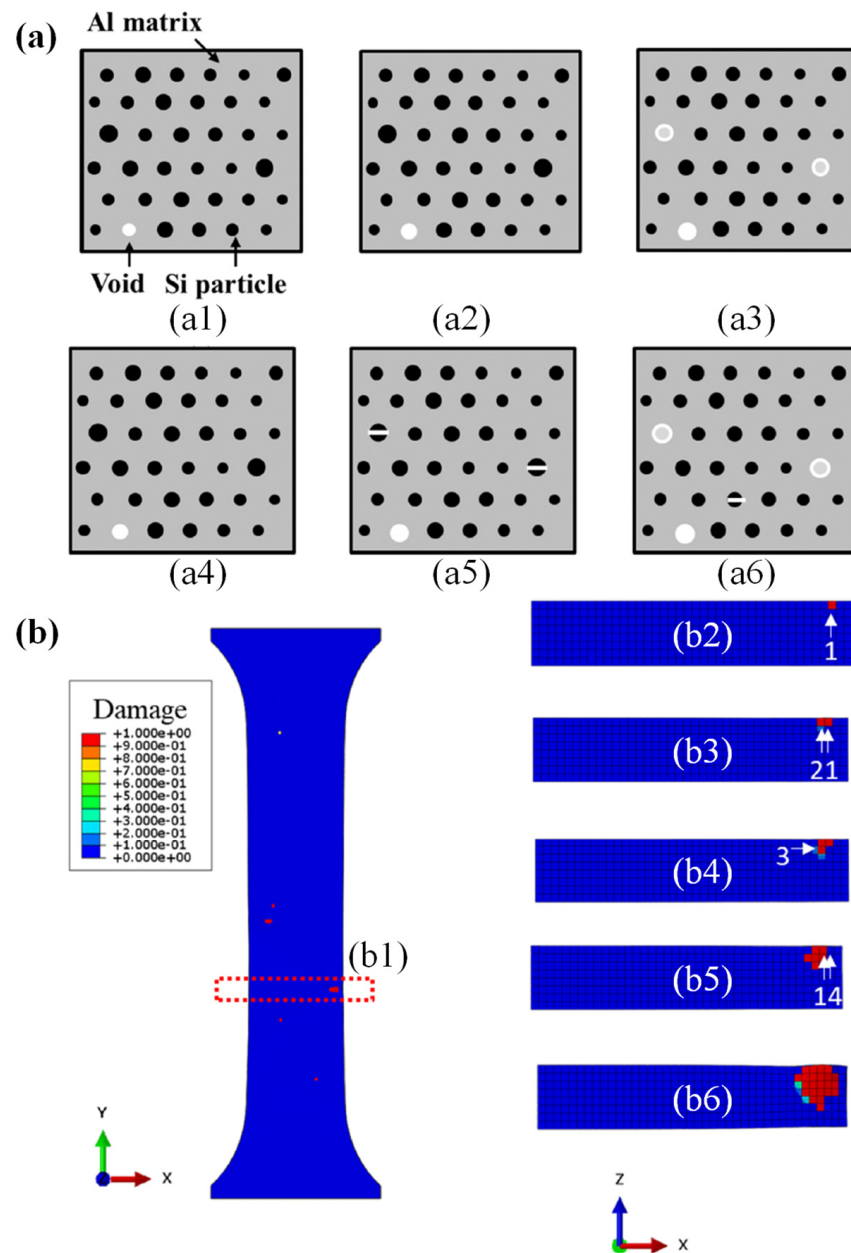 (a)
Al matrix
Void
Si particle
(a1)
(a2)
(a3)
(a4)
(a5)
(a6)
(b)
Damage
+1.000e+00
+9.000e-01
+8.000e-01
+7.000e-01
+6.000e-01
+5.000e-01
+4.000e-01
+3.000e-01
+2.000e-01
+1.000e-01
+0.000e+00
(b1)
Y
Z
X
(b2)
1
(b3)
21
(b4)
3
(b5)
14
(b6)
Z
X